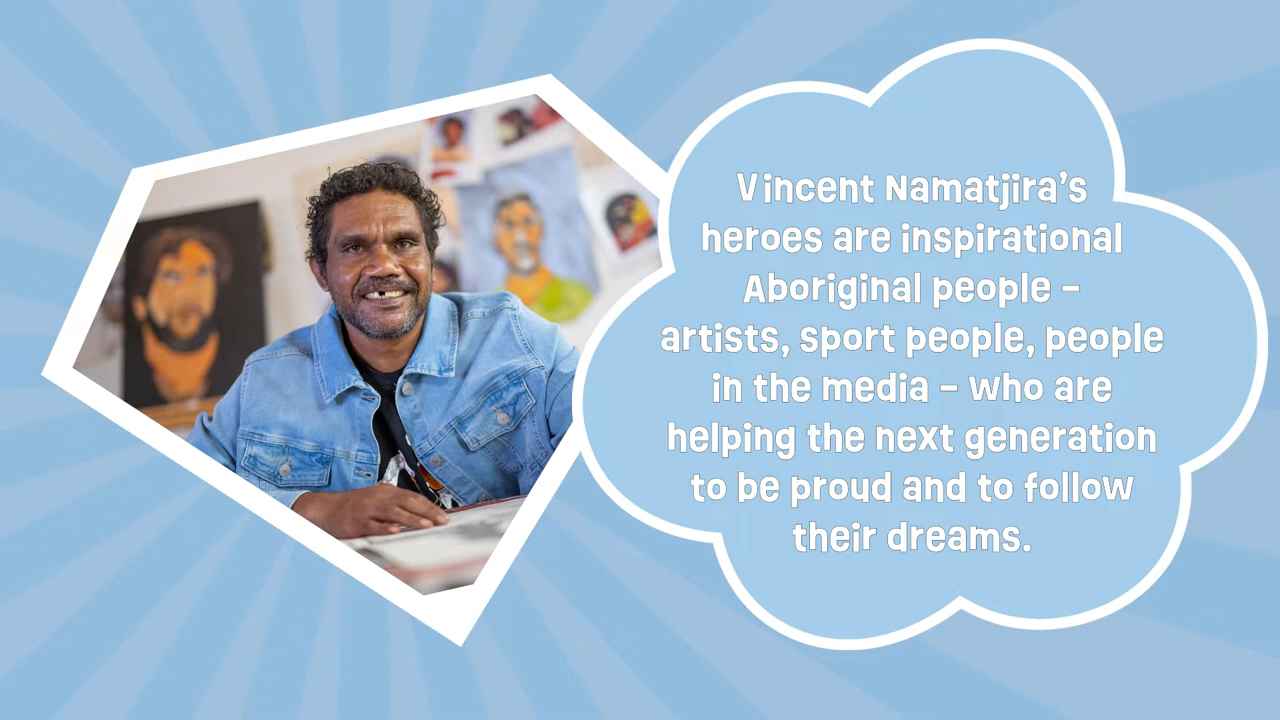 Vincent Namatjira’s
heroes are inspirational
Aboriginal people –
artists, sport people, people
in the media – who are
helping the next generation
to be proud and to follow
their dreams.